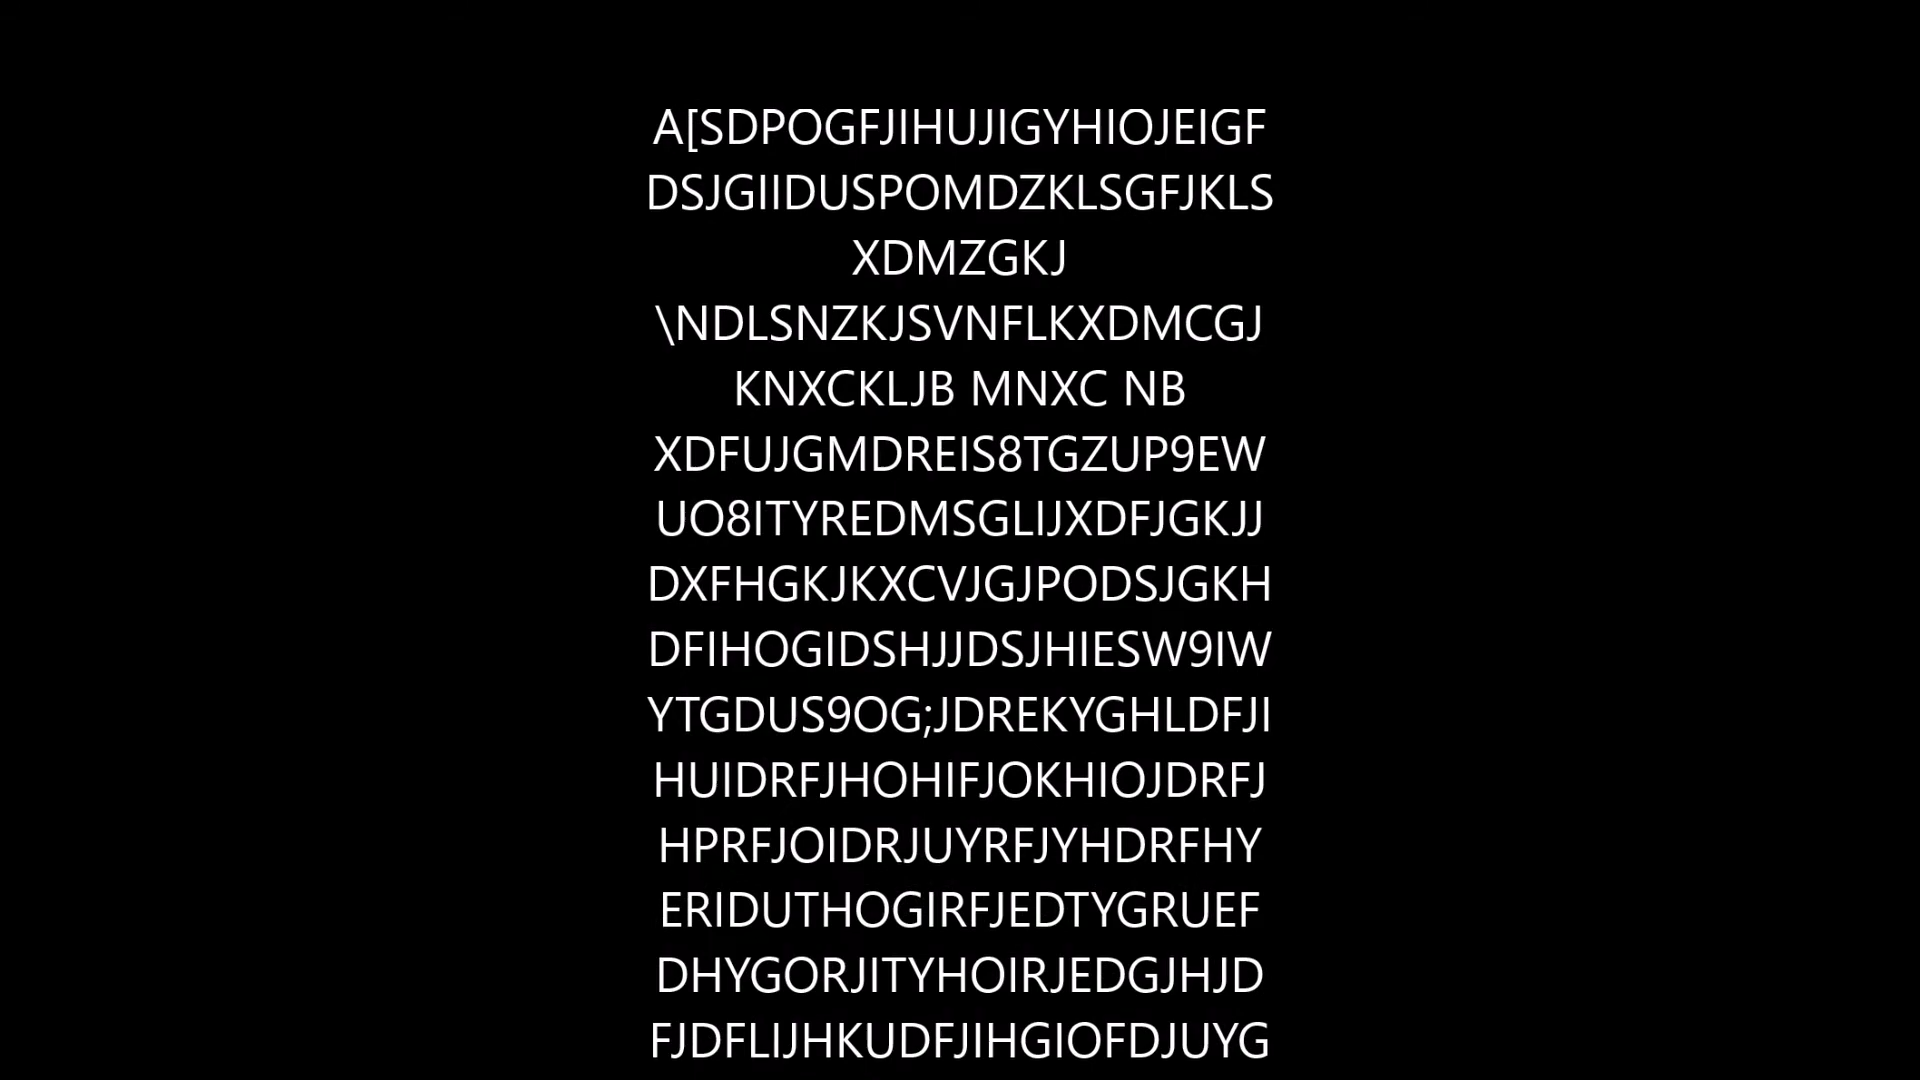 A[SDPOGFJIHUJIGYHIOJEIGF
DSJGIIDUSPOMDZKLSGFJKLS
XDMZGKJ
\NDLSNZKJSVNFLKXDMCGJ
KNXCKLJB MNXC NB
XDFUJGMDREIS8TGZUP9EW
UO8ITYREDMSGLIJXDFJGKJJ
DXFHGKJKXCVJGJPODSJGKH
DFIHOGIDSHJJDSJHIESW9IW
YTGDUS9OG;JDREKYGHLDFJI
HUIDRFJHOHIFJOKHIOJDRFJ
HPRFJOIDRJUYRFJYHDRFHY
ERIDUTHOGIRFJEDTYGRUEF
DHYGORJITYHOIRJEDGJHJD
FJDFLIJHKUDFJIHGIOFDJUYG